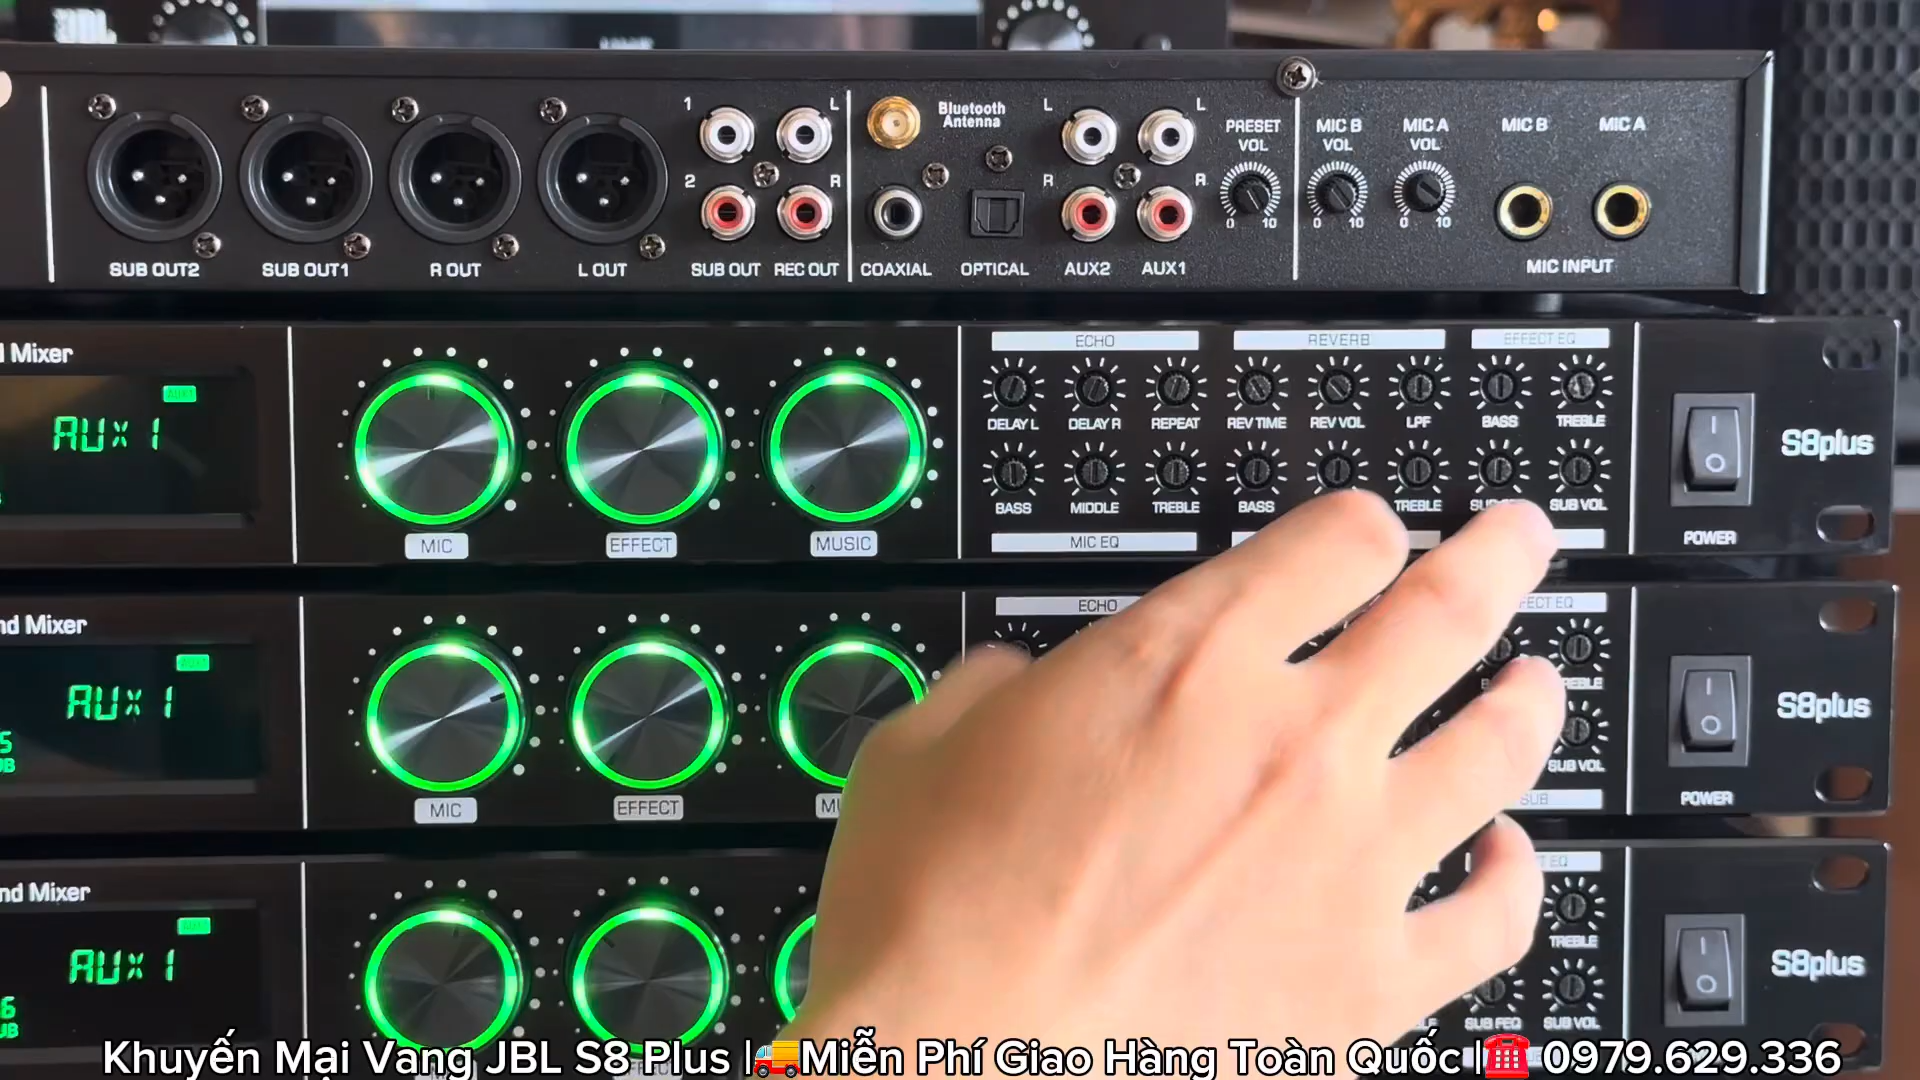 1 L Bluetooth L L PRESET MIC B MIC A MIC B MIC A
Antenna VOL VOL VOL
2 R R R 0 10 0 10 0 10
SUB OUT2 SUB OUT1 R OUT L OUT SUB OUT REC OUT COAXIAL OPTICAL AUX2 AUX1 MIC INPUT
Mixer
AUX1
AUx 1
MIC EFFECT MUSIC
ECHO REVERB EFFECT EQ
DELAY L DELAY R REPEAT REV TIME REV VOL LPF BASS TREBLE
BASS MIDDLE TREBLE BASS TREBLE SUB VOL
MIC EQ
POWER
S8plus
nd Mixer
AUX1
AUx 1
MIC EFFECT
ECHO
SUB VOL
SUB
POWER
S8plus
nd Mixer
AUx 1
TREBLE
SUB FEQ SUB VOL
S8plus
Khuyến Mại Vang JBL S8 Plus |🚚Miễn Phí Giao Hàng Toàn Quốc |☎️0979.629.336